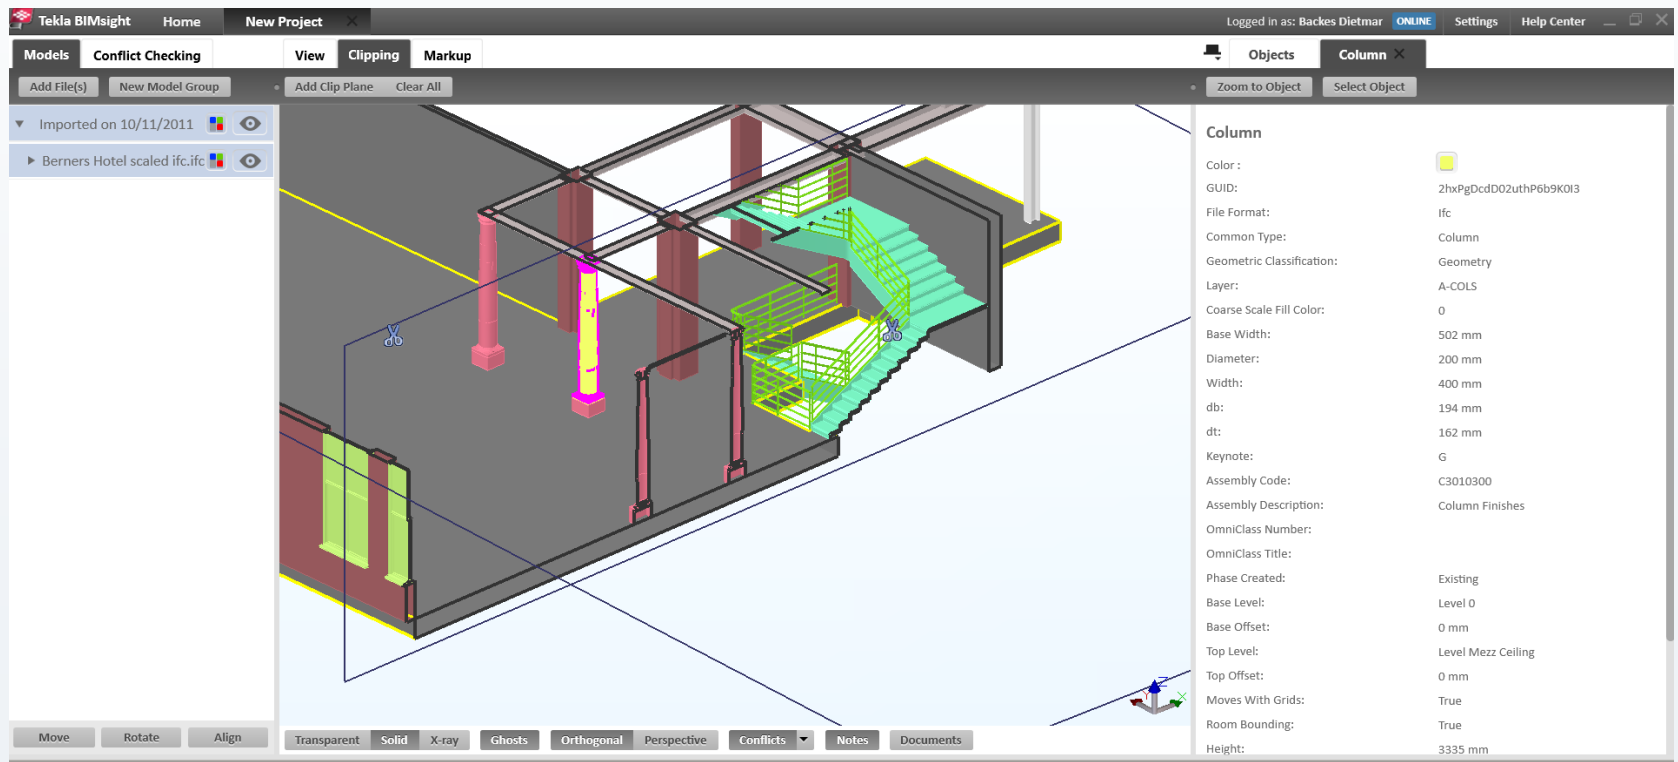 Tekla BIMsight Home New Project Logged in as: Backes Dietmar ONLINE Settings Help Center
Models Conflict Checking View Clipping Markup Objects Column
Add File(s) New Model Group Add Clip Plane Clear All Zoom to Object Select Object
Imported on 10/11/2011
Berners Hotel scaled ifc.ifc
Column
Color :
GUID: 2hxPgDcdD02uthP6b9K0I3
File Format: Ifc
Common Type: Column
Geometric Classification: Geometry
Layer: A-COLS
Coarse Scale Fill Color: 0
Base Width: 502 mm
Diameter: 200 mm
Width: 400 mm
db: 194 mm
dt: 162 mm
Keynote: G
Assembly Code: C3010300
Assembly Description: Column Finishes
OmniClass Number:
OmniClass Title:
Phase Created: Existing
Base Level: Level 0
Base Offset: 0 mm
Top Level: Level Mezz Ceiling
Top Offset: 0 mm
Moves With Grids: True
Room Bounding: True
Height: 3335 mm
Z
Y X
Move Rotate Align Transparent Solid X-ray Ghosts Orthogonal Perspective Conflicts Notes Documents